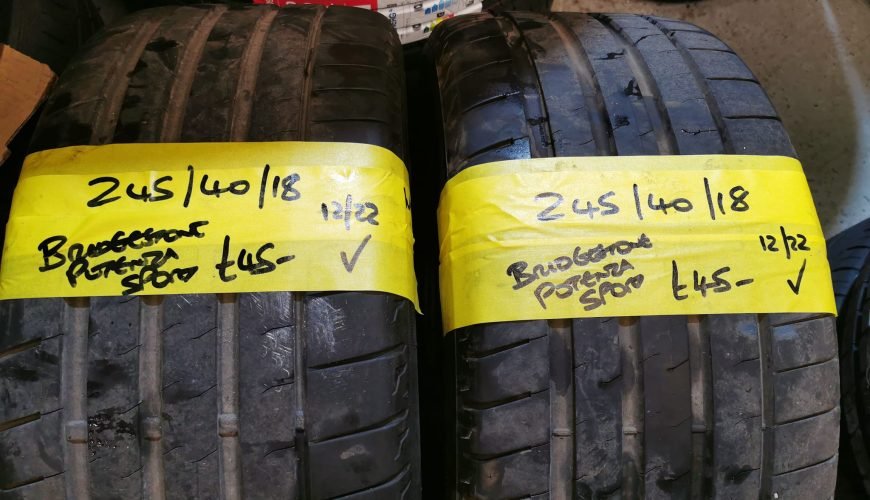 245/40/18
12/22
BRIDGESTONE
POTENZA
SPORT
£45- ✓
245/40/18
12/22
BRIDGESTONE
POTENZA
SPORT
£45- ✓